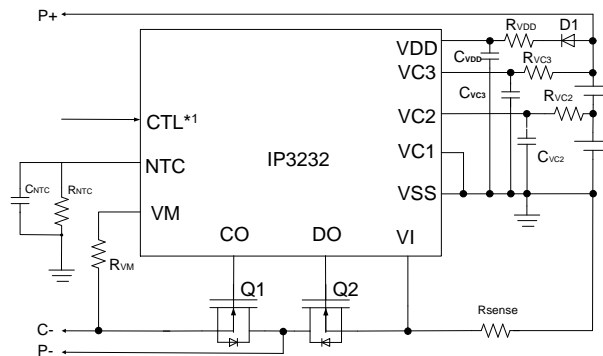 P+
RVDD
D1
VDD
CVDD
VC3
RVC3
CVC3
RVC2
VC2
CTL*1
IP3232
NTC
VC1
CVC2
CNTC
RNTC
VM
VSS
CO
DO
VI
RVM
Q1
Q2
Rsense
C-
P-